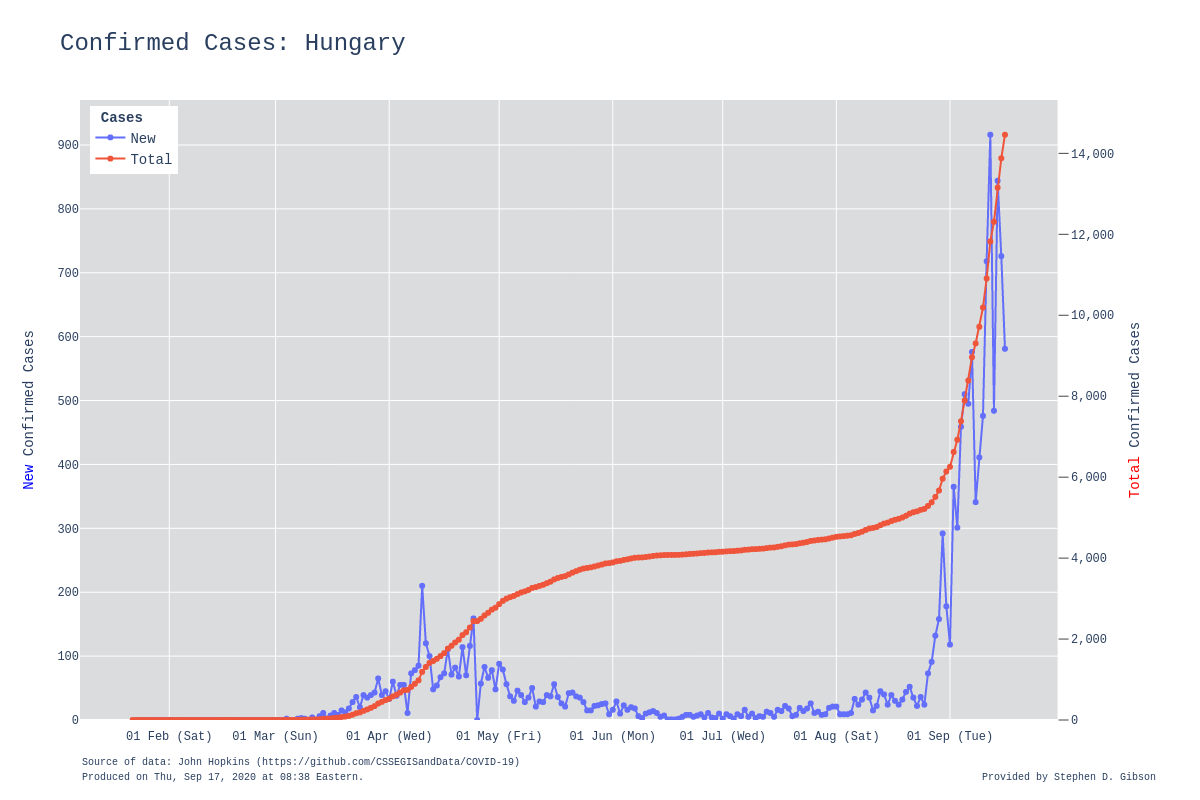 Confirmed Cases: Hungary
Cases
New
Total
900
800
700
600
500
400
300
200
100
0
14,000
12,000
10,000
8,000
6,000
4,000
2,000
0
New Confirmed Cases
Total Confirmed Cases
01 Feb (Sat) 01 Mar (Sun) 01 Apr (Wed) 01 May (Fri) 01 Jun (Mon) 01 Jul (Wed) 01 Aug (Sat) 01 Sep (Tue)
Source of data: John Hopkins (https://github.com/CSSEGISandData/COVID-19)
Produced on Thu, Sep 17, 2020 at 08:38 Eastern.
Provided by Stephen D. Gibson